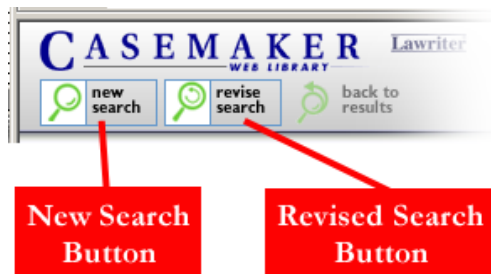 CASEMAKER
WEB LIBRARY
Lawriter
new
search
revise
search
back to
results
New Search
Button
Revised Search
Button